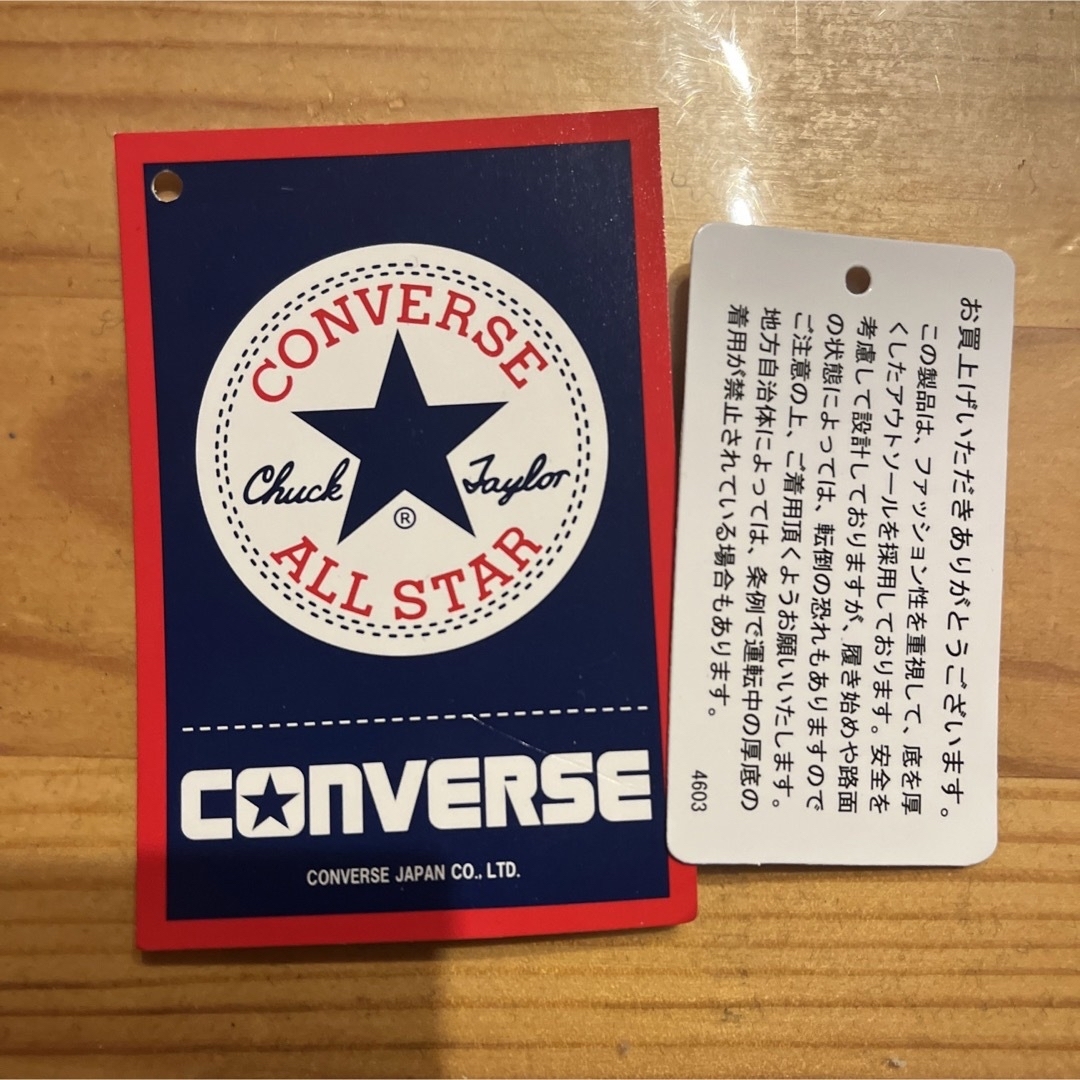 CONVERSE
Chuck Taylor
®
ALL STAR
CONVERSE
CONVERSE JAPAN CO., LTD.
お買上げいただきありがとうございます。
この製品は、ファッション性を重視して、底を厚
くしたアウトソールを採用しております。安全を
考慮して設計しておりますが、履き始めや路面
の状態によっては、転倒の恐れもありますので
ご注意の上、ご着用頂くようお願いいたします。
地方自治体によっては、条例で運転中の厚底の
着用が禁止されている場合もあります。
4603